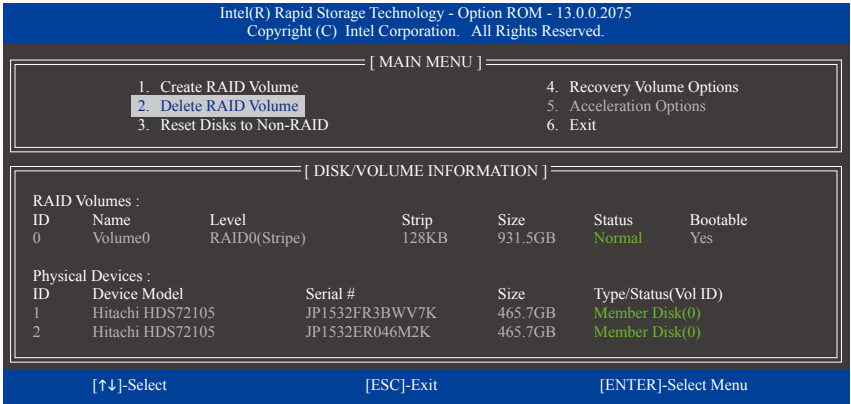 Intel(R) Rapid Storage Technology - Option ROM - 13.0.0.2075
Copyright (C) Intel Corporation. All Rights Reserved.
[ MAIN MENU ]
1. Create RAID Volume
2. Delete RAID Volume
3. Reset Disks to Non-RAID
4. Recovery Volume Options
5. Acceleration Options
6. Exit
[ DISK/VOLUME INFORMATION ]
RAID Volumes :
ID Name Level Strip Size Status Bootable
0 Volume0 RAID0(Stripe) 128KB 931.5GB Normal Yes
Physical Devices :
ID Device Model Serial # Size Type/Status(Vol ID)
1 Hitachi HDS72105 JP1532FR3BWV7K 465.7GB Member Disk(0)
2 Hitachi HDS72105 JP1532ER046M2K 465.7GB Member Disk(0)
[↑↓]-Select [ESC]-Exit [ENTER]-Select Menu